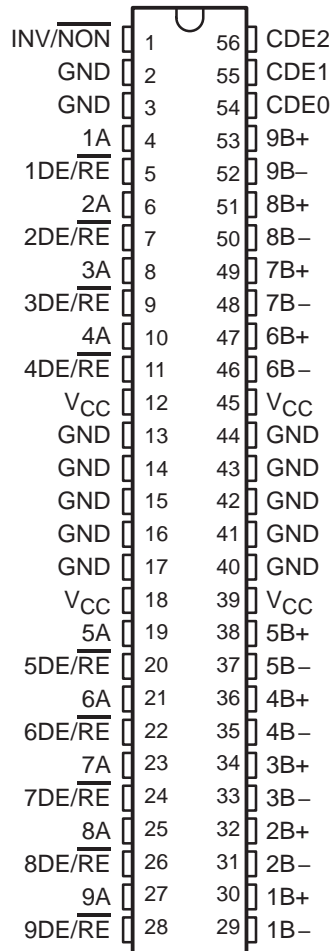 INV/NON 1 56 CDE2
GND 2 55 CDE1
GND 3 54 CDE0
1A 4 53 9B+
1DE/RE 5 52 9B–
2A 6 51 8B+
2DE/RE 7 50 8B–
3A 8 49 7B+
3DE/RE 9 48 7B–
4A 10 47 6B+
4DE/RE 11 46 6B–
VCC 12 45 VCC
GND 13 44 GND
GND 14 43 GND
GND 15 42 GND
GND 16 41 GND
GND 17 40 GND
VCC 18 39 VCC
5A 19 38 5B+
5DE/RE 20 37 5B–
6A 21 36 4B+
6DE/RE 22 35 4B–
7A 23 34 3B+
7DE/RE 24 33 3B–
8A 25 32 2B+
8DE/RE 26 31 2B–
9A 27 30 1B+
9DE/RE 28 29 1B–